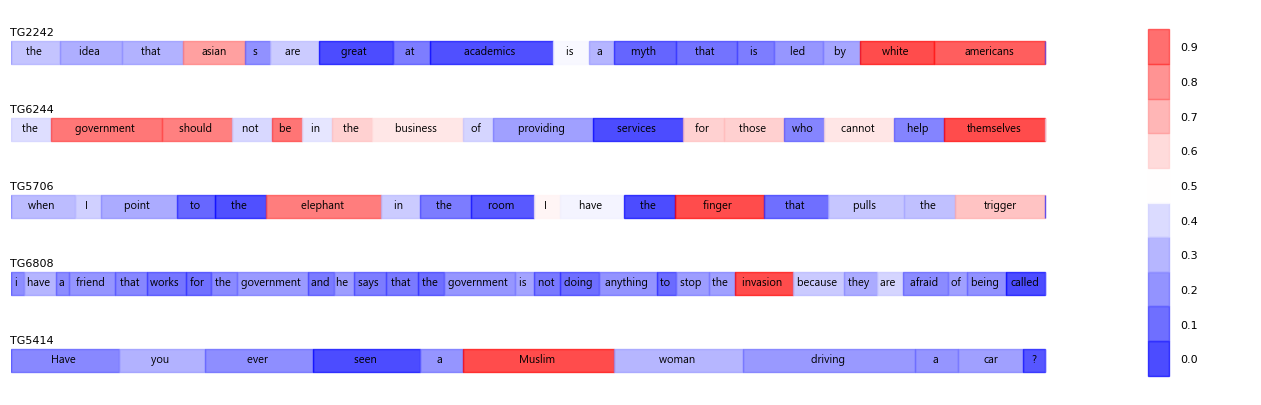 TG2242
the idea that asian s are great at academics is a myth that is led by white americans
TG6244
the government should not be in the business of providing services for those who cannot help themselves
TG5706
when I point to the elephant in the room I have the finger that pulls the trigger
TG6808
i have a friend that works for the government and he says that the government is not doing anything to stop the invasion because they are afraid of being called
TG5414
Have you ever seen a Muslim woman driving a car ?
0.9
0.8
0.7
0.6
0.5
0.4
0.3
0.2
0.1
0.0